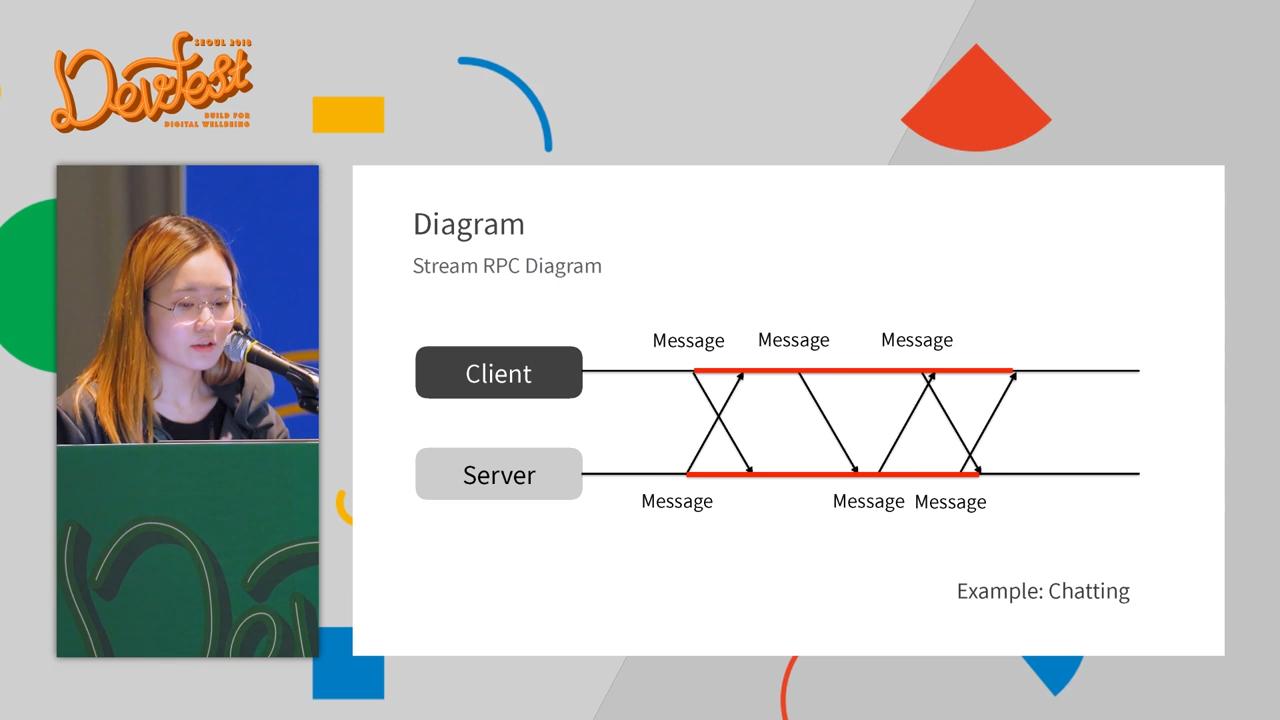 SEOUL 2018
DevFest
BUILD FOR
DIGITAL WELLBEING
Diagram
Stream RPC Diagram
Message Message Message
Client
Server
Message Message Message
Example: Chatting
Dev